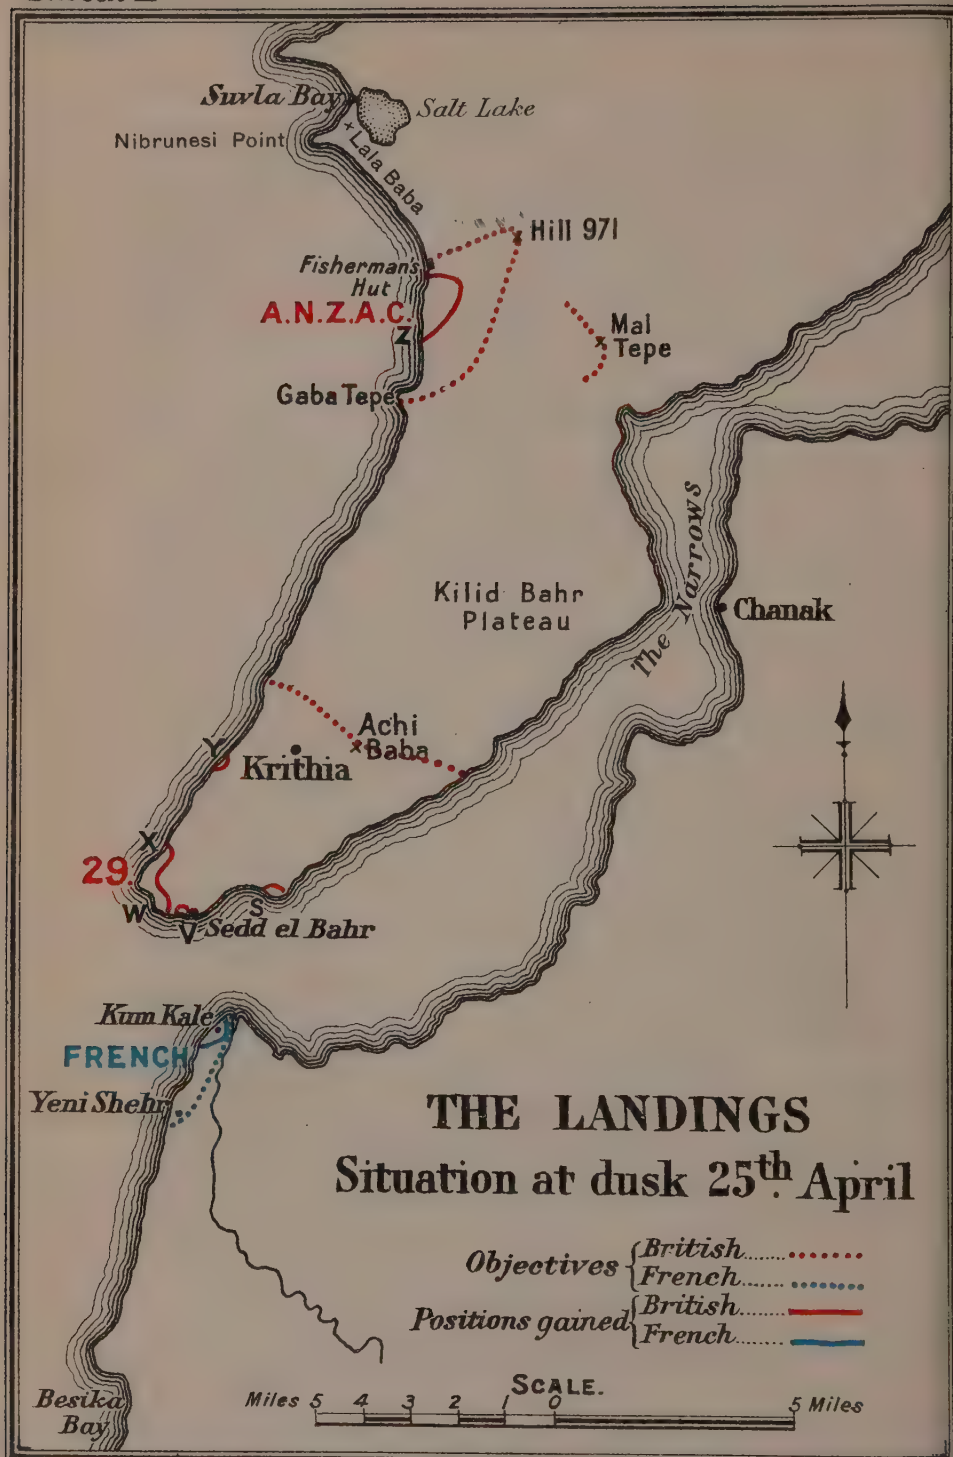 Suvla Bay
Salt Lake
Nibrunesi Point
Lala Baba
Hill 971
Fisherman's
Hut
A.N.Z.A.C.
Z
Mal
Tepe
Gaba Tepe
The Narrows
Kilid Bahr
Plateau
Chanak
Achi
Baba
Y
Krithia
X
29.
W
V
S
Sedd el Bahr
Kum Kale
FRENCH
Yeni Shehr
THE LANDINGS
Situation at dusk 25th April
Objectives { British........
French........
Positions gained { British........
French........
SCALE.
Miles 5 4 3 2 1 0 5 Miles
Besika
Bay